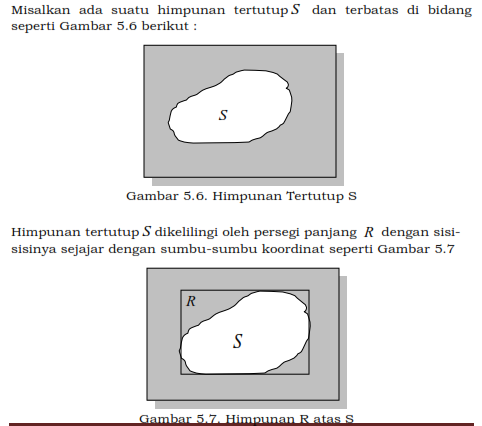 Misalkan ada suatu himpunan tertutup S dan terbatas di bidang
seperti Gambar 5.6 berikut :
S
Gambar 5.6. Himpunan Tertutup S
Himpunan tertutup S dikelilingi oleh persegi panjang R dengan sisi-
sisinya sejajar dengan sumbu-sumbu koordinat seperti Gambar 5.7
R
S
Gambar 5.7. Himpunan R atas S